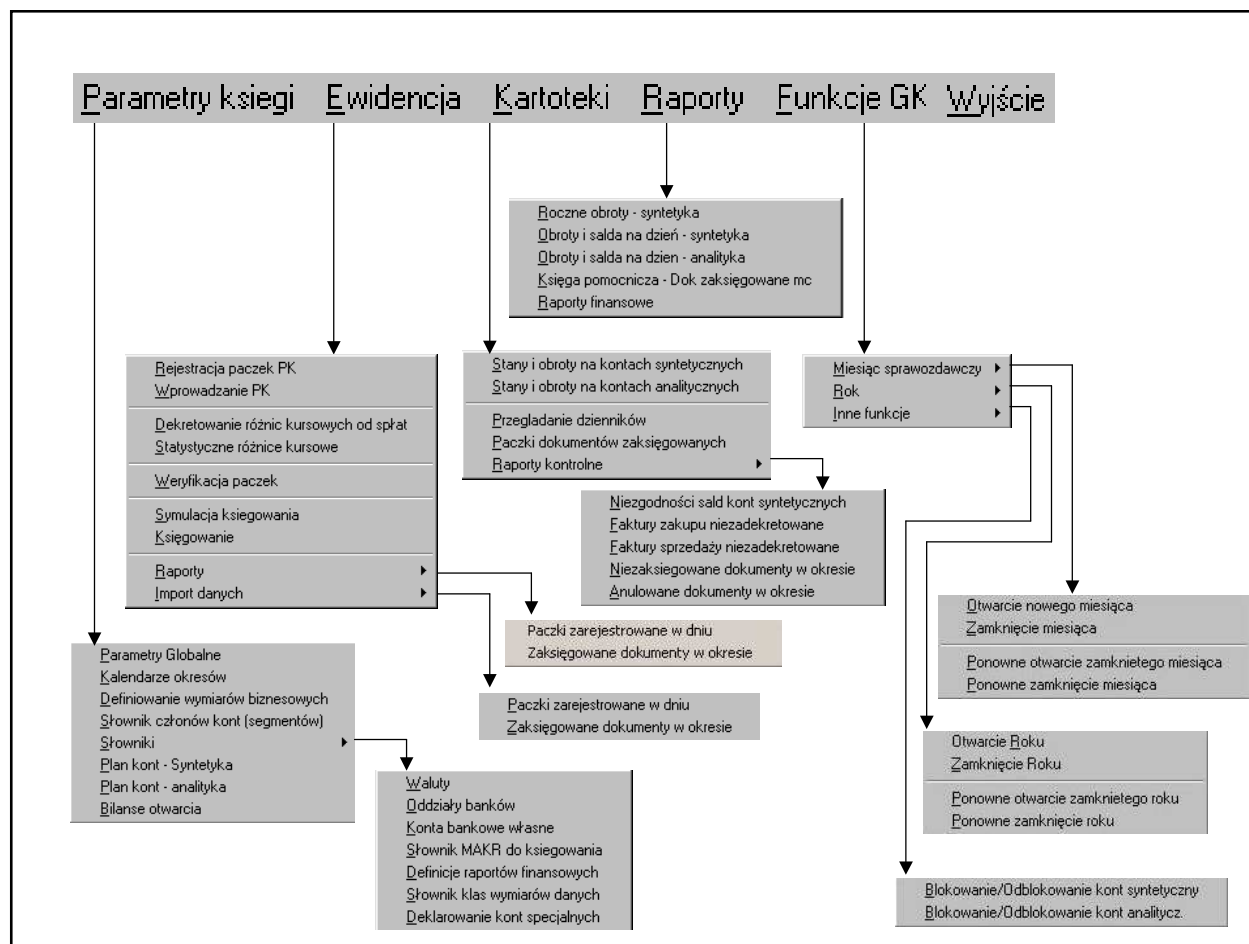 Parametry ksiegi Ewidencja Kartoteki Raporty Funkcje GK Wyjście
Roczne obroty - syntetyka
Obroty i salda na dzień - syntetyka
Obroty i salda na dzien - analityka
Księga pomocnicza - Dok zaksięgowane mc
Raporty finansowe
Rejestracja paczek PK
Wprowadzanie PK
Dekretowanie różnic kursowych od spłat
Statystyczne różnice kursowe
Weryfikacja paczek
Symulacja ksiegowania
Księgowanie
Raporty
Import danych
Stany i obroty na kontach syntetycznych
Stany i obroty na kontach analitycznych
Przegladanie dzienników
Paczki dokumentów zaksięgowanych
Raporty kontrolne
Miesiąc sprawozdawczy
Rok
Inne funkcje
Niezgodności sald kont syntetycznych
Faktury zakupu niezadekretowane
Faktury sprzedaży niezadekretowane
Niezaksiegowane dokumenty w okresie
Anulowane dokumenty w okresie
Paczki zarejestrowane w dniu
Zaksięgowane dokumenty w okresie
Paczki zarejestrowane w dniu
Zaksięgowane dokumenty w okresie
Parametry Globalne
Kalendarze okresów
Definiowanie wymiarów biznesowych
Słownik członów kont (segmentów)
Słowniki
Plan kont - Syntetyka
Plan kont - analityka
Bilanse otwarcia
Waluty
Oddziały banków
Konta bankowe własne
Słownik MAKR do ksiegowania
Definicje raportów finansowych
Słownik klas wymiarów danych
Deklarowanie kont specjalnych
Otwarcie nowego miesiąca
Zamknięcie miesiąca
Ponowne otwarcie zamknietego miesiąca
Ponowne zamknięcie miesiąca
Otwarcie Roku
Zamknięcie Roku
Ponowne otwarcie zamknietego roku
Ponowne zamknięcie roku
Blokowanie/Odblokowanie kont syntetyczny
Blokowanie/Odblokowanie kont analitycz.